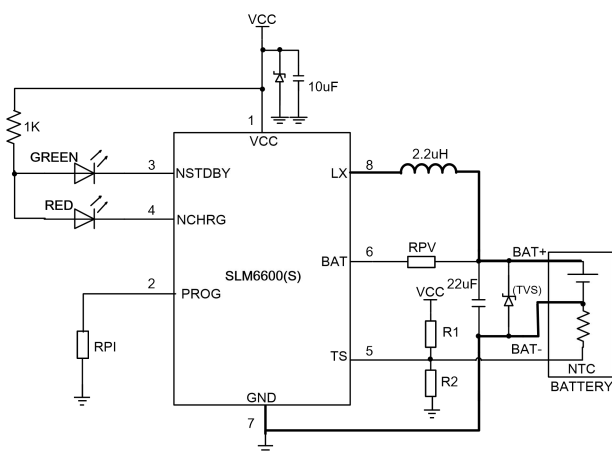 VCC
10uF
1K
1
VCC
GREEN
3
NSTDBY
LX
8
2.2uH
RED
4
NCHRG
6
BAT
RPV
BAT+
SLM6600(S)
2
PROG
VCC
22uF
(TVS)
R1
BAT-
RPI
TS
5
R2
NTC
BATTERY
GND
7